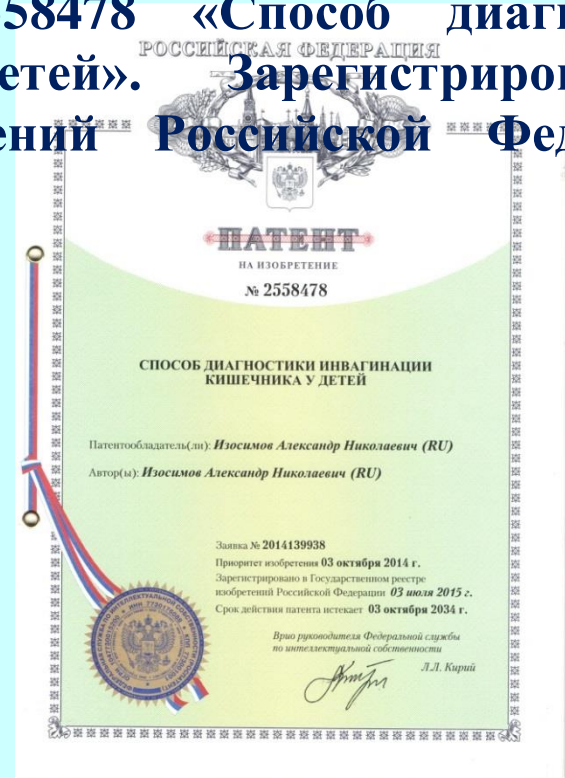 58478 «Способ диагн
РОССИЙСКАЯ ФЕДЕРАЦИЯ
етей». Зарегистриров
ений Российской Фед
ПАТЕНТ
НА ИЗОБРЕТЕНИЕ
№ 2558478
СПОСОБ ДИАГНОСТИКИ ИНВАГИНАЦИИ
КИШЕЧНИКА У ДЕТЕЙ
Патентообладатель(ли): Изосимов Александр Николаевич (RU)
Автор(ы): Изосимов Александр Николаевич (RU)
Заявка № 2014139938
Приоритет изобретения 03 октября 2014 г.
Зарегистрировано в Государственном реестре
изобретений Российской Федерации 03 июля 2015 г.
Срок действия патента истекает 03 октября 2034 г.
Врио руководителя Федеральной службы
по интеллектуальной собственности
Л.Л. Кирий